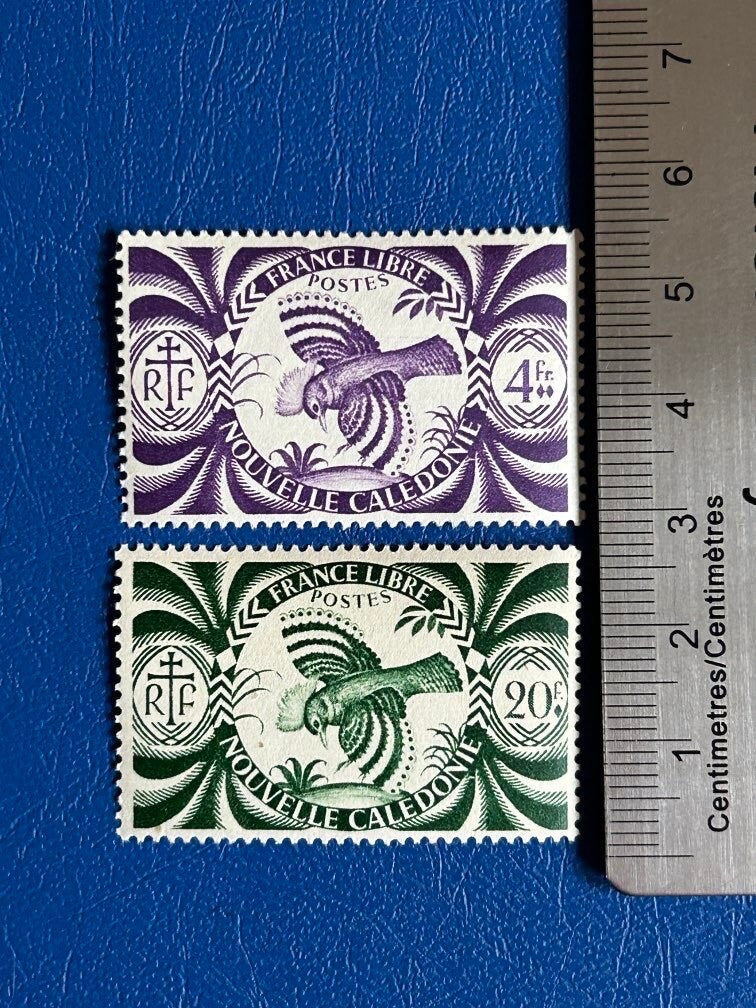 FRANCE LIBRE
POSTES
RF
4fr.
NOUVELLE CALEDONIE
FRANCE LIBRE
POSTES
RF
20f.
NOUVELLE CALEDONIE
1 2 3 4 5 6 7
Centimetres/Centimètres